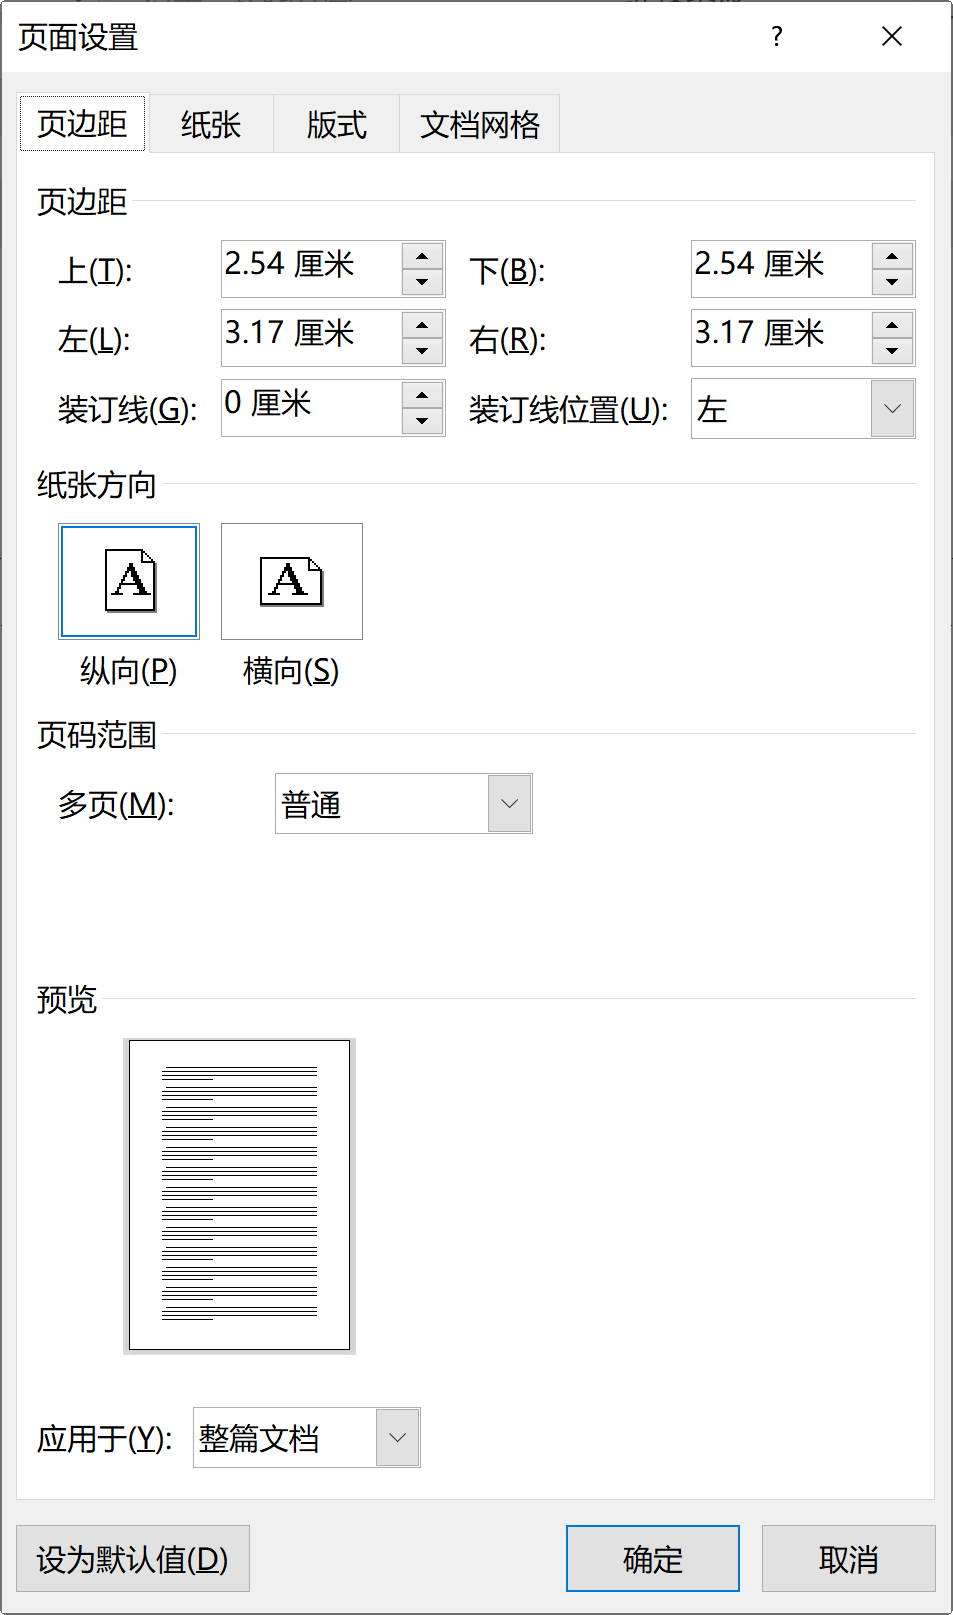 页面设置 ?
页边距 纸张 版式 文档网格
页边距
上(T): 2.54 厘米 下(B): 2.54 厘米
左(L): 3.17 厘米 右(R): 3.17 厘米
装订线(G): 0 厘米 装订线位置(U): 左
纸张方向
A A
纵向(P) 横向(S)
页码范围
多页(M): 普通
预览
应用于(Y): 整篇文档
设为默认值(D) 确定 取消